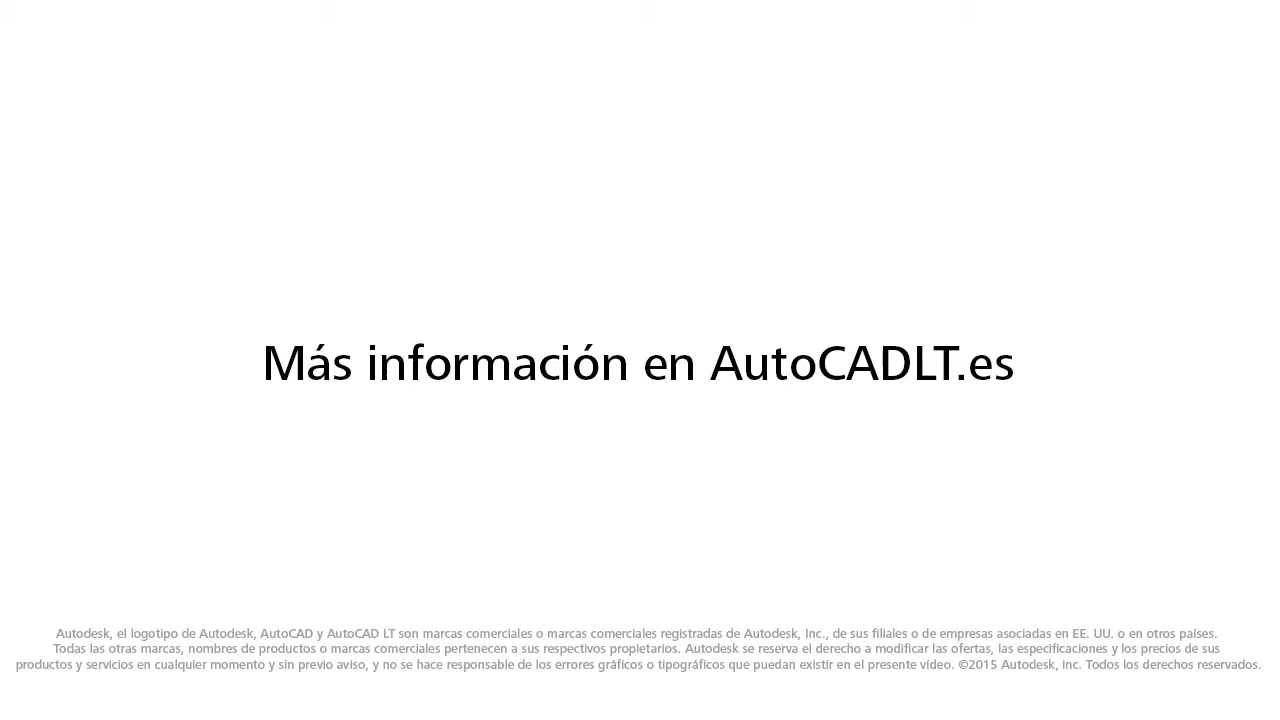 Más información en AutoCADLT.es
Autodesk, el logotipo de Autodesk, AutoCAD y AutoCAD LT son marcas comerciales o marcas comerciales registradas de Autodesk, Inc., de sus filiales o de empresas asociadas en EE. UU. o en otros países.
Todas las otras marcas, nombres de productos o marcas comerciales pertenecen a sus respectivos propietarios. Autodesk se reserva el derecho a modificar las ofertas, las especificaciones y los precios de sus
productos y servicios en cualquier momento y sin previo aviso, y no se hace responsable de los errores gráficos o tipográficos que puedan existir en el presente vídeo. ©2015 Autodesk, inc. Todos los derechos reservados.